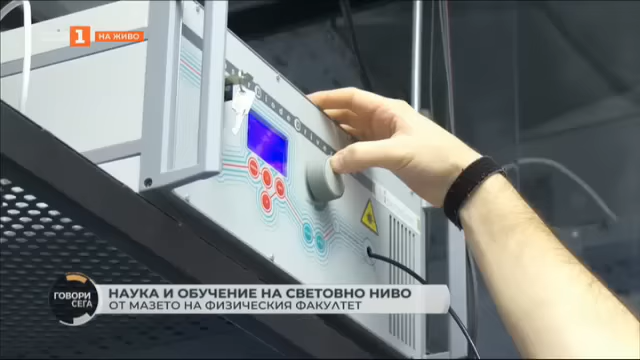 1 НА ЖИВО
ГОВОРИ
СЕГА
НАУКА И ОБУЧЕНИЕ НА СВЕТОВНО НИВО
ОТ МАЗЕТО НА ФИЗИЧЕСКИЯ ФАКУЛТЕТ